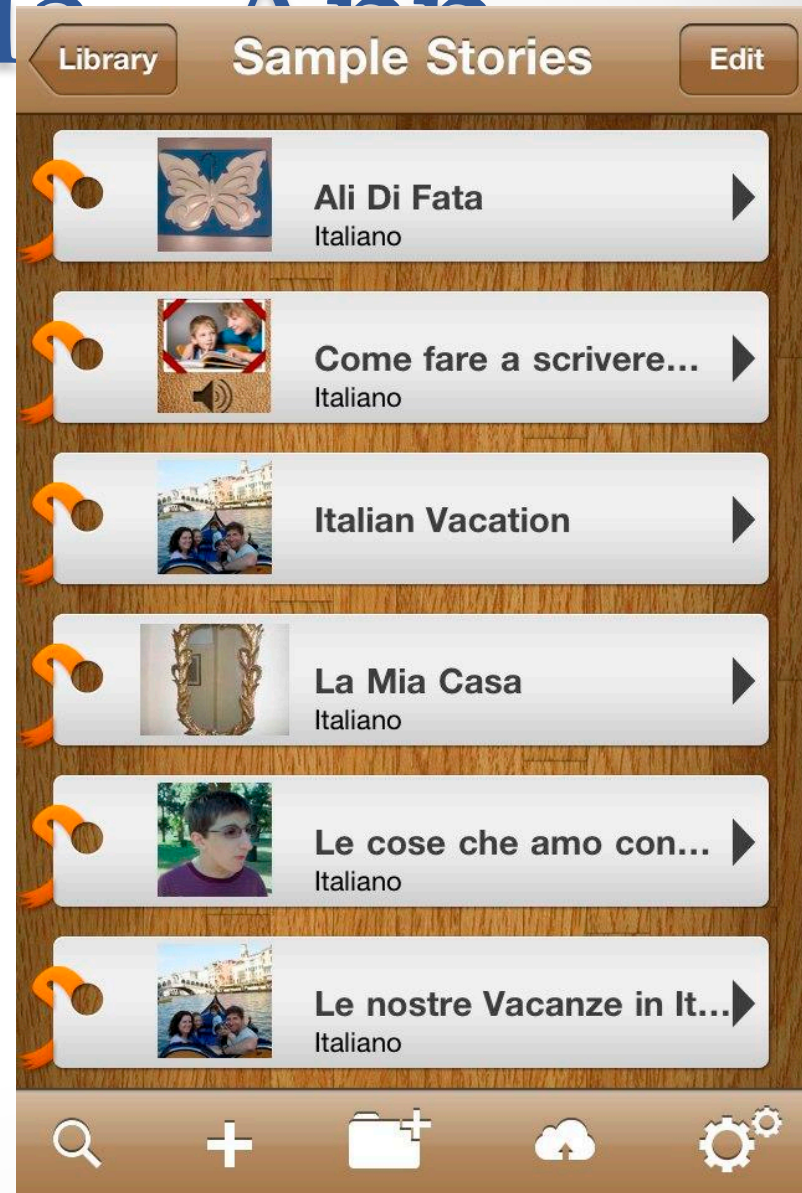 Library
Sample Stories
Edit
Ali Di Fata
Italiano
Come fare a scrivere...
Italiano
Italian Vacation
La Mia Casa
Italiano
Le cose che amo con...
Italiano
Le nostre Vacanze in It...
Italiano